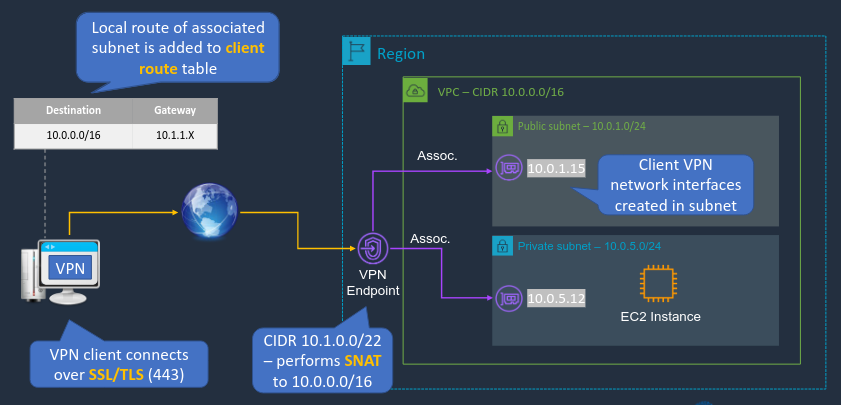 Local route of associated
subnet is added to client
route table
Destination Gateway
10.0.0.0/16 10.1.1.X
Region
VPC – CIDR 10.0.0.0/16
Public subnet – 10.0.1.0/24
Assoc.
10.0.1.15
Client VPN
network interfaces
created in subnet
Private subnet – 10.0.5.0/24
Assoc.
10.0.5.12
EC2 Instance
VPN
VPN
Endpoint
VPN client connects
over SSL/TLS (443)
CIDR 10.1.0.0/22
– performs SNAT
to 10.0.0.0/16